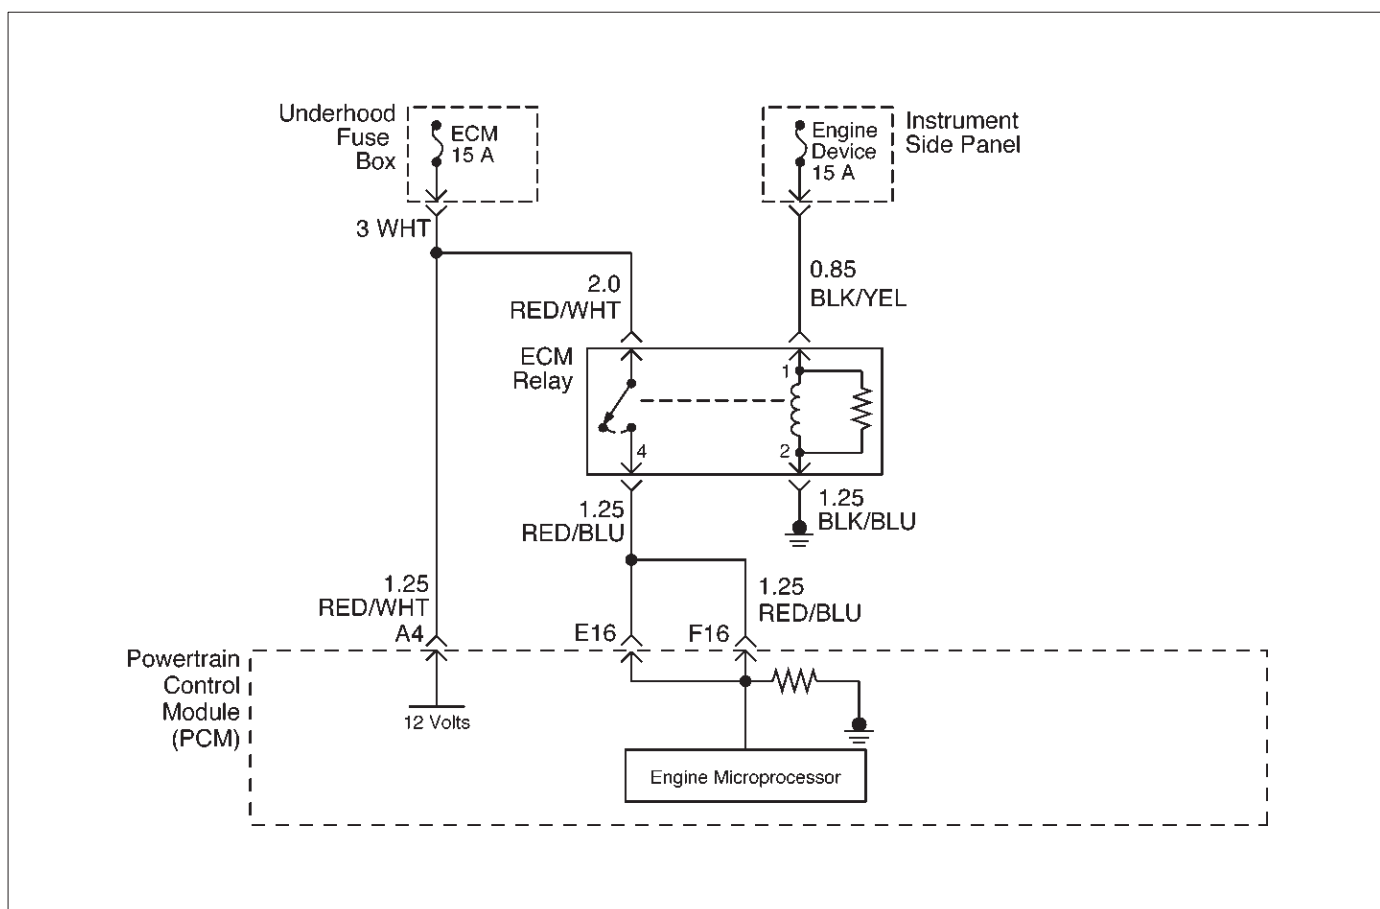 Underhood
Fuse
Box
ECM
15 A
Engine
Device
15 A
Instrument
Side Panel
3 WHT
2.0
RED/WHT
0.85
BLK/YEL
ECM
Relay
1
4
2
1.25
RED/BLU
1.25
BLK/BLU
1.25
RED/WHT
A4
E16
F16
1.25
RED/BLU
Powertrain
Control
Module
(PCM)
12 Volts
Engine Microprocessor